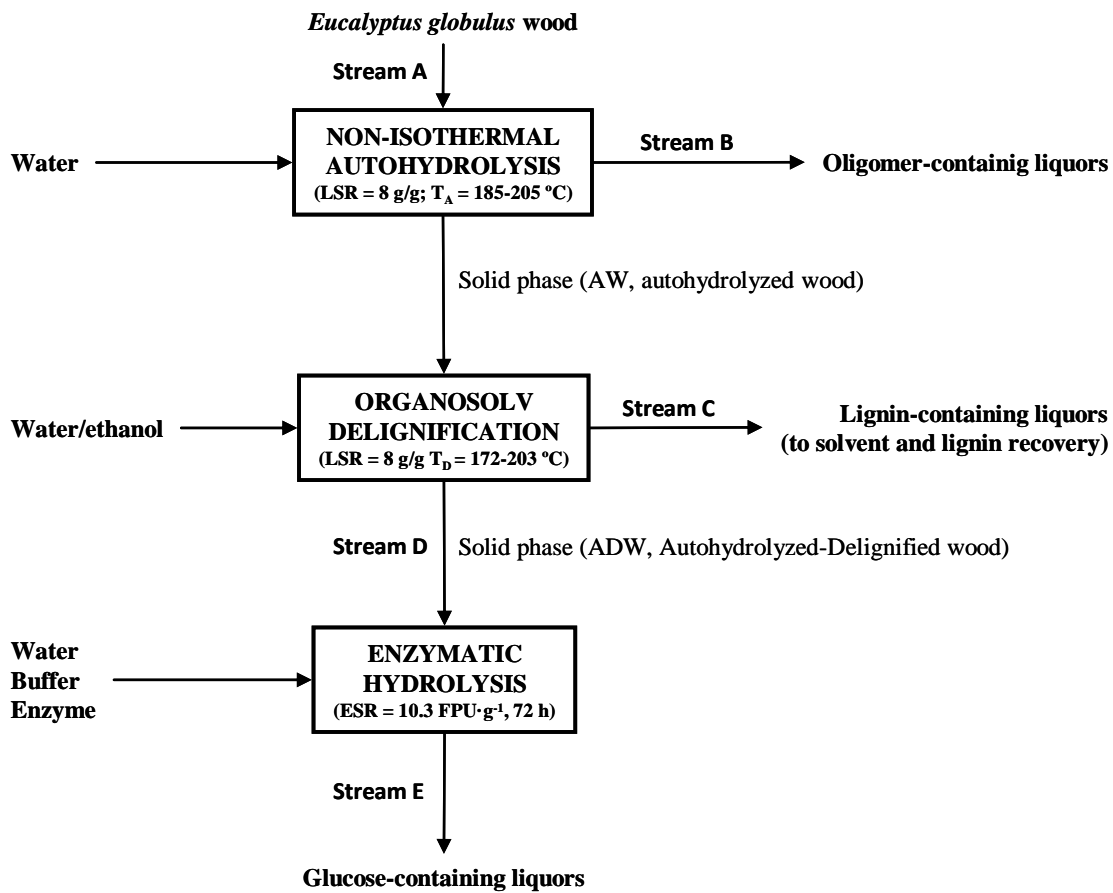 Eucalyptus globulus wood
Stream A
Water
NON-ISOTHERMAL
AUTOHYDROLYSIS
(LSR = 8 g/g; TA = 185-205 ºC)
Stream B
Oligomer-containig liquors
Solid phase (AW, autohydrolyzed wood)
Water/ethanol
ORGANOSOLV
DELIGNIFICATION
(LSR = 8 g/g TD = 172-203 ºC)
Stream C
Lignin-containing liquors
(to solvent and lignin recovery)
Stream D
Solid phase (ADW, Autohydrolyzed-Delignified wood)
Water
Buffer
Enzyme
ENZYMATIC
HYDROLYSIS
(ESR = 10.3 FPU·g-1, 72 h)
Stream E
Glucose-containing liquors